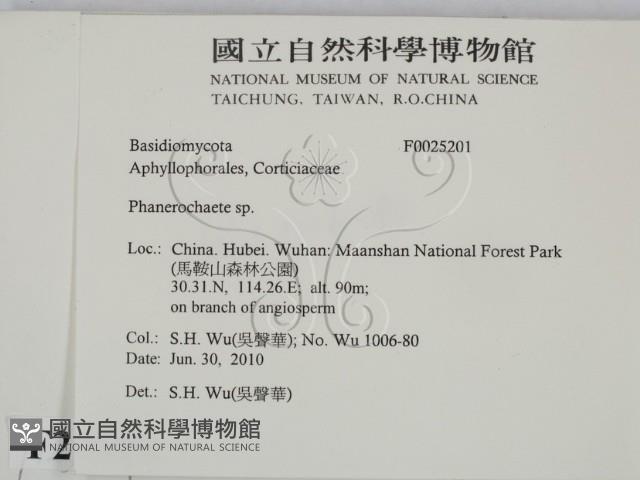 國立自然科學博物館
NATIONAL MUSEUM OF NATURAL SCIENCE
TAICHUNG, TAIWAN, R.O.CHINA
Basidiomycota F0025201
Aphyllophorales, Corticiaceae
Phanerochaete sp.
Loc.: China. Hubei. Wuhan: Maanshan National Forest Park
(馬鞍山森林公園)
30.31.N, 114.26.E; alt. 90m;
on branch of angiosperm
Col.: S.H. Wu(吳聲華); No. Wu 1006-80
Date: Jun. 30, 2010
Det.: S.H. Wu(吳聲華)
國立自然科學博物館
NATIONAL MUSEUM OF NATURAL SCIENCE